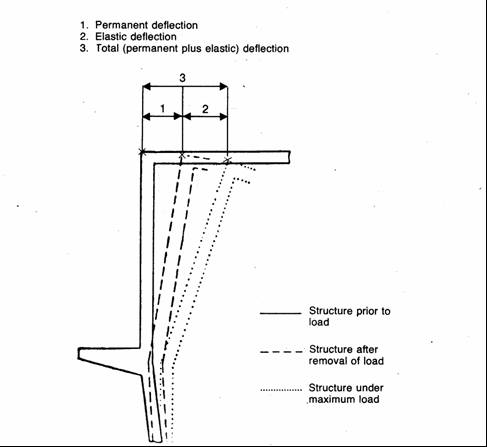 1. Permanent deflection
2. Elastic deflection
3. Total (permanent plus elastic) deflection
3
1
2
Structure prior to
load
Structure after
removal of load
Structure under
maximum load